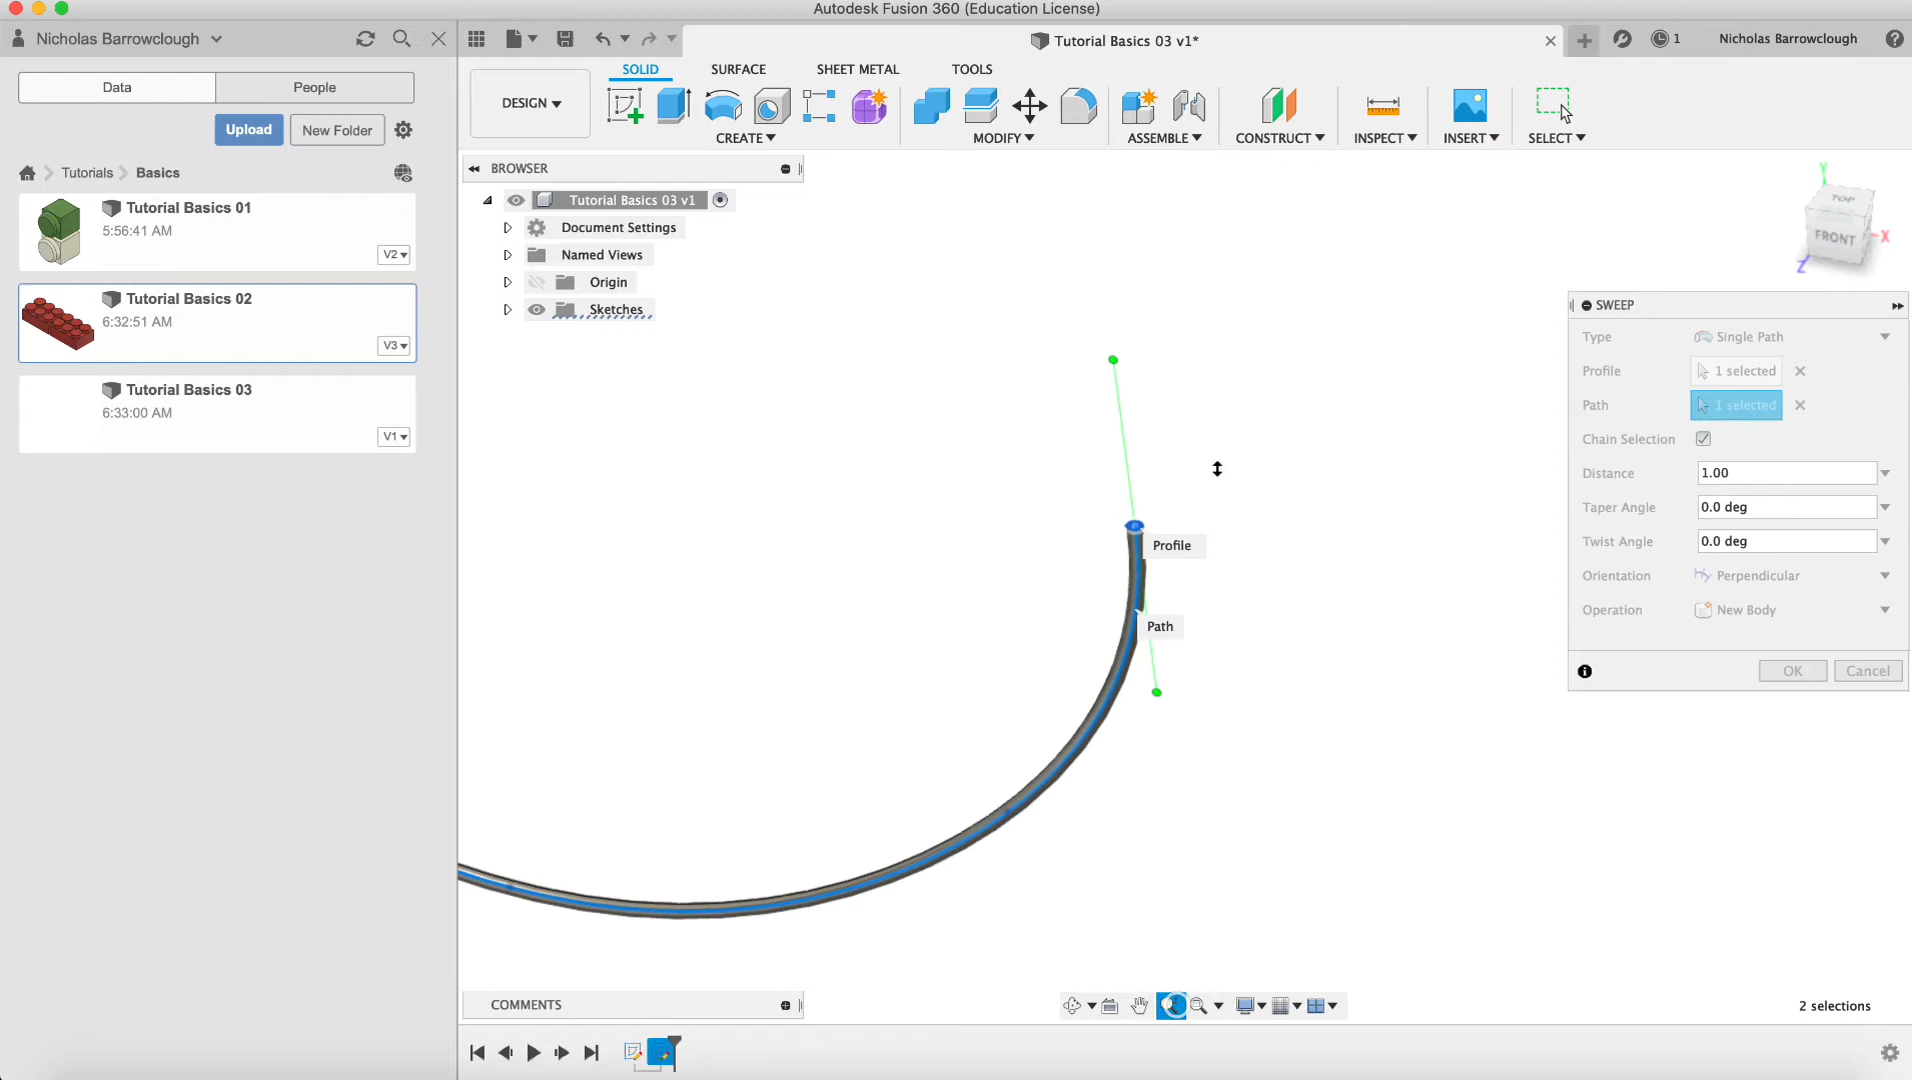 Autodesk Fusion 360 (Education License)
Nicholas Barrowclough
Tutorial Basics 03 v1*
1
Nicholas Barrowclough
Data
People
SOLID
SURFACE
SHEET METAL
TOOLS
DESIGN
Upload
New Folder
CREATE
MODIFY
ASSEMBLE
CONSTRUCT
INSPECT
INSERT
SELECT
Tutorials
Basics
BROWSER
Tutorial Basics 01
5:56:41 AM
V2
Tutorial Basics 02
6:32:51 AM
V3
Tutorial Basics 03
6:33:00 AM
V1
Tutorial Basics 03 v1
Document Settings
Named Views
Origin
Sketches
Y
TOP
FRONT
X
Z
SWEEP
Type
Single Path
Profile
1 selected
Path
1 selected
Chain Selection
Distance
1.00
Taper Angle
0.0 deg
Twist Angle
0.0 deg
Orientation
Perpendicular
Operation
New Body
OK
Cancel
Profile
Path
COMMENTS
2 selections